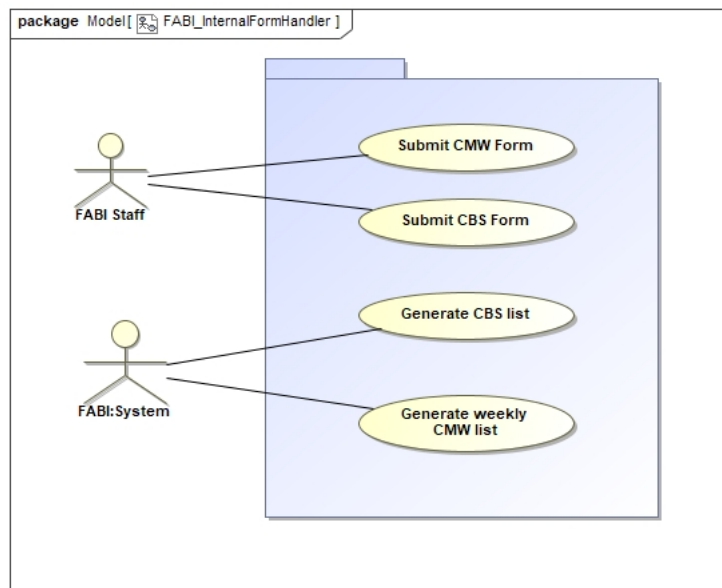 package Model [ FABI_InternalFormHandler ]
Submit CMW Form
FABI Staff
Submit CBS Form
Generate CBS list
FABI:System
Generate weekly
CMW list